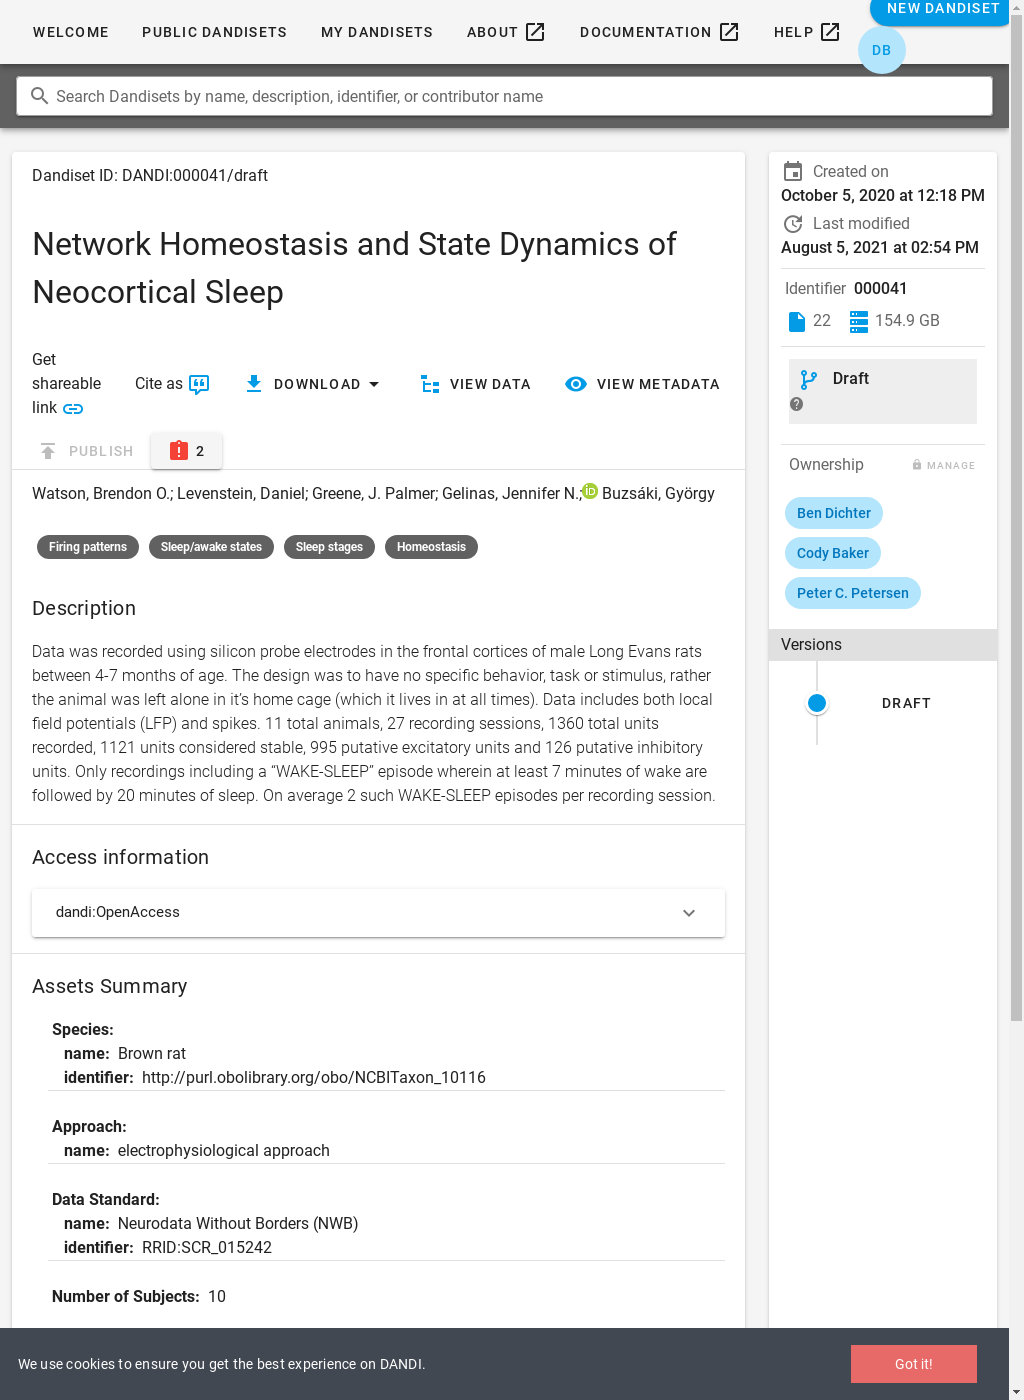 NEW DANDISET
WELCOME PUBLIC DANDISETS MY DANDISETS ABOUT DOCUMENTATION HELP
DB
Search Dandisets by name, description, identifier, or contributor name
Dandiset ID: DANDI:000041/draft
Network Homeostasis and State Dynamics of
Neocortical Sleep
Get
shareable
link
Cite as
DOWNLOAD
VIEW DATA
VIEW METADATA
PUBLISH
2
Watson, Brendon O.; Levenstein, Daniel; Greene, J. Palmer; Gelinas, Jennifer N.; iD Buzsáki, György
Firing patterns Sleep/awake states Sleep stages Homeostasis
Description
Data was recorded using silicon probe electrodes in the frontal cortices of male Long Evans rats
between 4-7 months of age. The design was to have no specific behavior, task or stimulus, rather
the animal was left alone in it’s home cage (which it lives in at all times). Data includes both local
field potentials (LFP) and spikes. 11 total animals, 27 recording sessions, 1360 total units
recorded, 1121 units considered stable, 995 putative excitatory units and 126 putative inhibitory
units. Only recordings including a “WAKE-SLEEP” episode wherein at least 7 minutes of wake are
followed by 20 minutes of sleep. On average 2 such WAKE-SLEEP episodes per recording session.
Access information
dandi:OpenAccess
Assets Summary
Species:
name: Brown rat
identifier: http://purl.obolibrary.org/obo/NCBITaxon_10116
Approach:
name: electrophysiological approach
Data Standard:
name: Neurodata Without Borders (NWB)
identifier: RRID:SCR_015242
Number of Subjects: 10
Created on
October 5, 2020 at 12:18 PM
Last modified
August 5, 2021 at 02:54 PM
Identifier 000041
22 154.9 GB
Draft
?
Ownership MANAGE
Ben Dichter
Cody Baker
Peter C. Petersen
Versions
DRAFT
We use cookies to ensure you get the best experience on DANDI.
Got it!